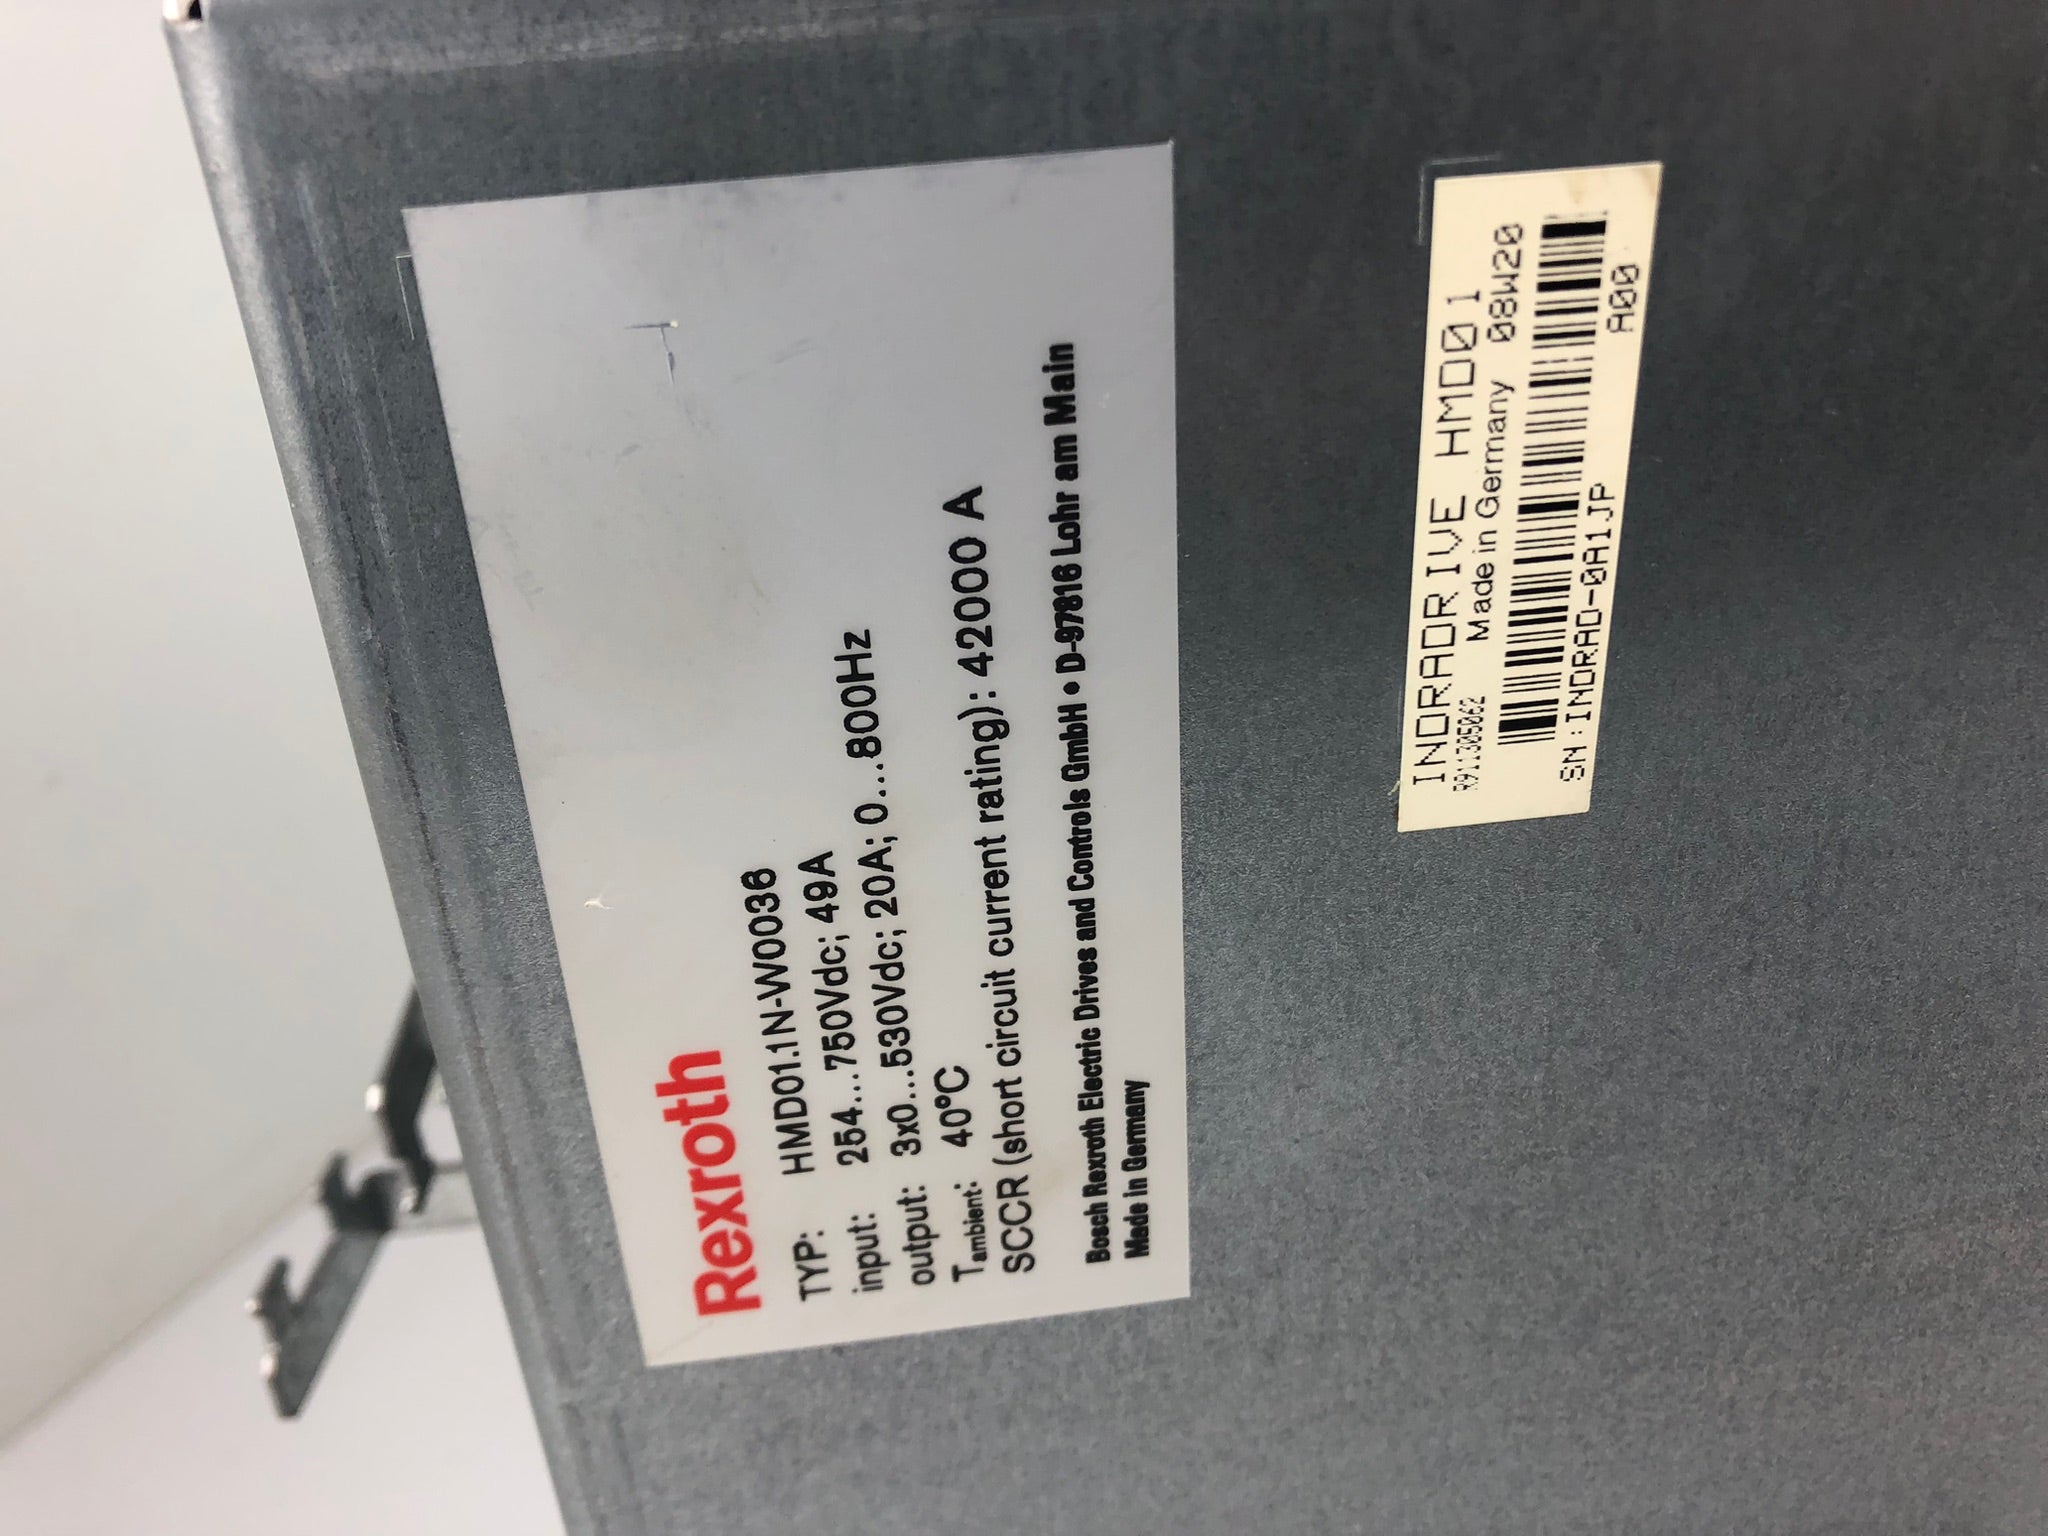 Rexroth
TYP: HMD01.1N-W0036
input: 254...750Vdc; 49A
output: 3x0...530Vdc; 20A; 0...800Hz
Tambient: 40°C
SCCR (short circuit current rating): 42000 A
Bosch Rexroth Electric Drives and Controls GmbH • D-97816 Lohr am Main
Made in Germany
INDRADRIVE HMD01
R911305062 Made in Germany 08W20
SN:INDRAD-0A1JP A00